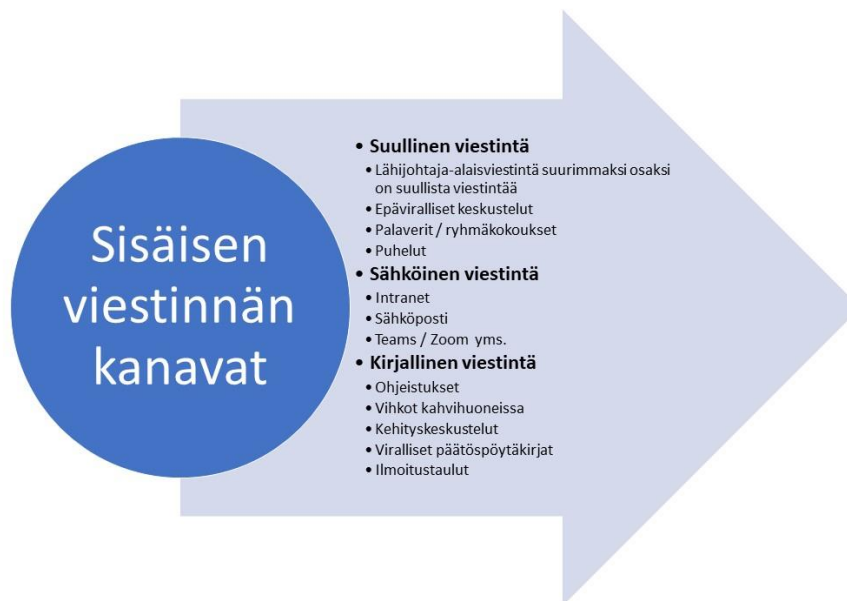 Sisäisen
viestinnän
kanavat
• Suullinen viestintä
• Lähijohtaja-alaisviestintä suurimmaksi osaksi
on suullista viestintää
• Epäviralliset keskustelut
• Palaverit / ryhmäkokoukset
• Puhelut
• Sähköinen viestintä
• Intranet
• Sähköposti
• Teams / Zoom yms.
• Kirjallinen viestintä
• Ohjeistukset
• Vihkot kahvihuoneissa
• Kehityskeskustelut
• Viralliset päätöspöytäkirjat
• Ilmoitustaulut